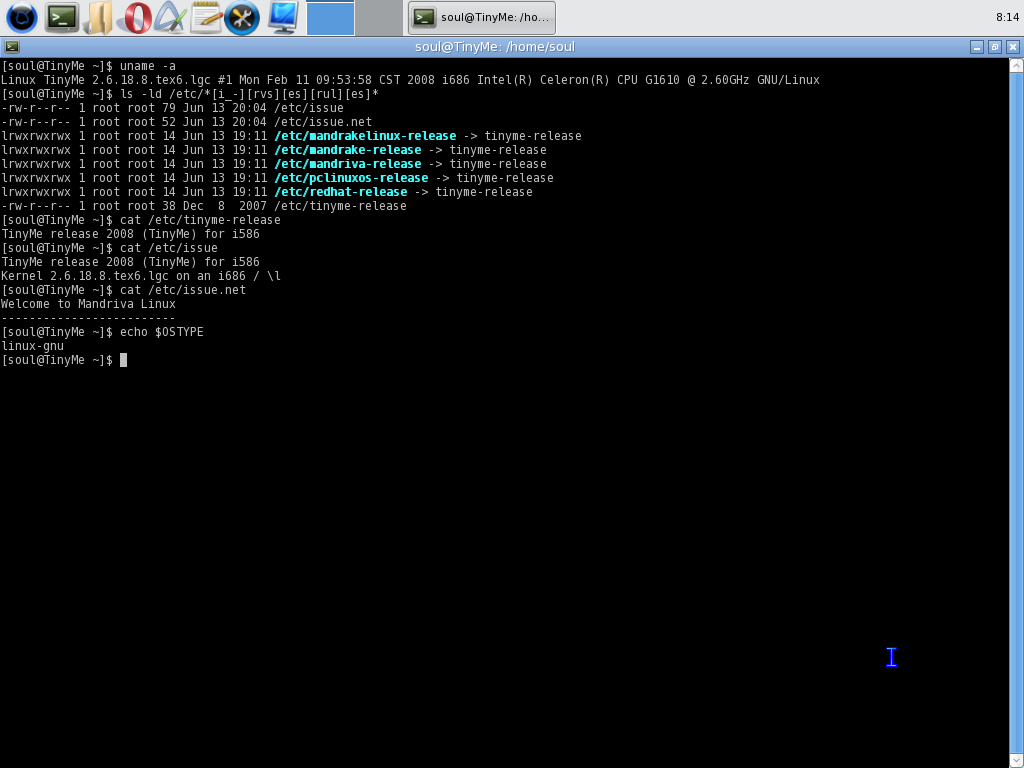 soul@TinyMe: /ho...
8:14
soul@TinyMe: /home/soul
[soul@TinyMe ~]$ uname -a
Linux TinyMe 2.6.18.8.tex6.lgc #1 Mon Feb 11 09:53:58 CST 2008 i686 Intel(R) Celeron(R) CPU G1610 @ 2.60GHz GNU/Linux
[soul@TinyMe ~]$ ls -ld /etc/*[i_-][rvs][es][rul][es]*
-rw-r--r-- 1 root root 79 Jun 13 20:04 /etc/issue
-rw-r--r-- 1 root root 52 Jun 13 20:04 /etc/issue.net
lrwxrwxrwx 1 root root 14 Jun 13 19:11 /etc/mandrakelinux-release -> tinyme-release
lrwxrwxrwx 1 root root 14 Jun 13 19:11 /etc/mandrake-release -> tinyme-release
lrwxrwxrwx 1 root root 14 Jun 13 19:11 /etc/mandriva-release -> tinyme-release
lrwxrwxrwx 1 root root 14 Jun 13 19:11 /etc/pclinuxos-release -> tinyme-release
lrwxrwxrwx 1 root root 14 Jun 13 19:11 /etc/redhat-release -> tinyme-release
-rw-r--r-- 1 root root 38 Dec  8  2007 /etc/tinyme-release
[soul@TinyMe ~]$ cat /etc/tinyme-release
TinyMe release 2008 (TinyMe) for i586
[soul@TinyMe ~]$ cat /etc/issue
TinyMe release 2008 (TinyMe) for i586
Kernel 2.6.18.8.tex6.lgc on an i686 / \l
[soul@TinyMe ~]$ cat /etc/issue.net
Welcome to Mandriva Linux
-------------------------
[soul@TinyMe ~]$ echo $OSTYPE
linux-gnu
[soul@TinyMe ~]$